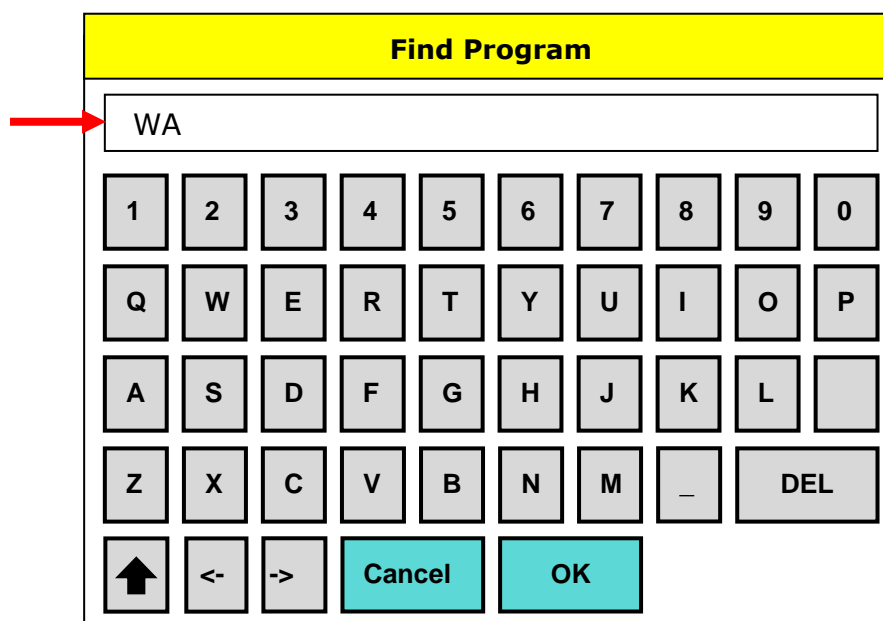 Find Program
WA
1 2 3 4 5 6 7 8 9 0
Q W E R T Y U I O P
A S D F G H J K L
Z X C V B N M _ DEL
<- -> Cancel OK